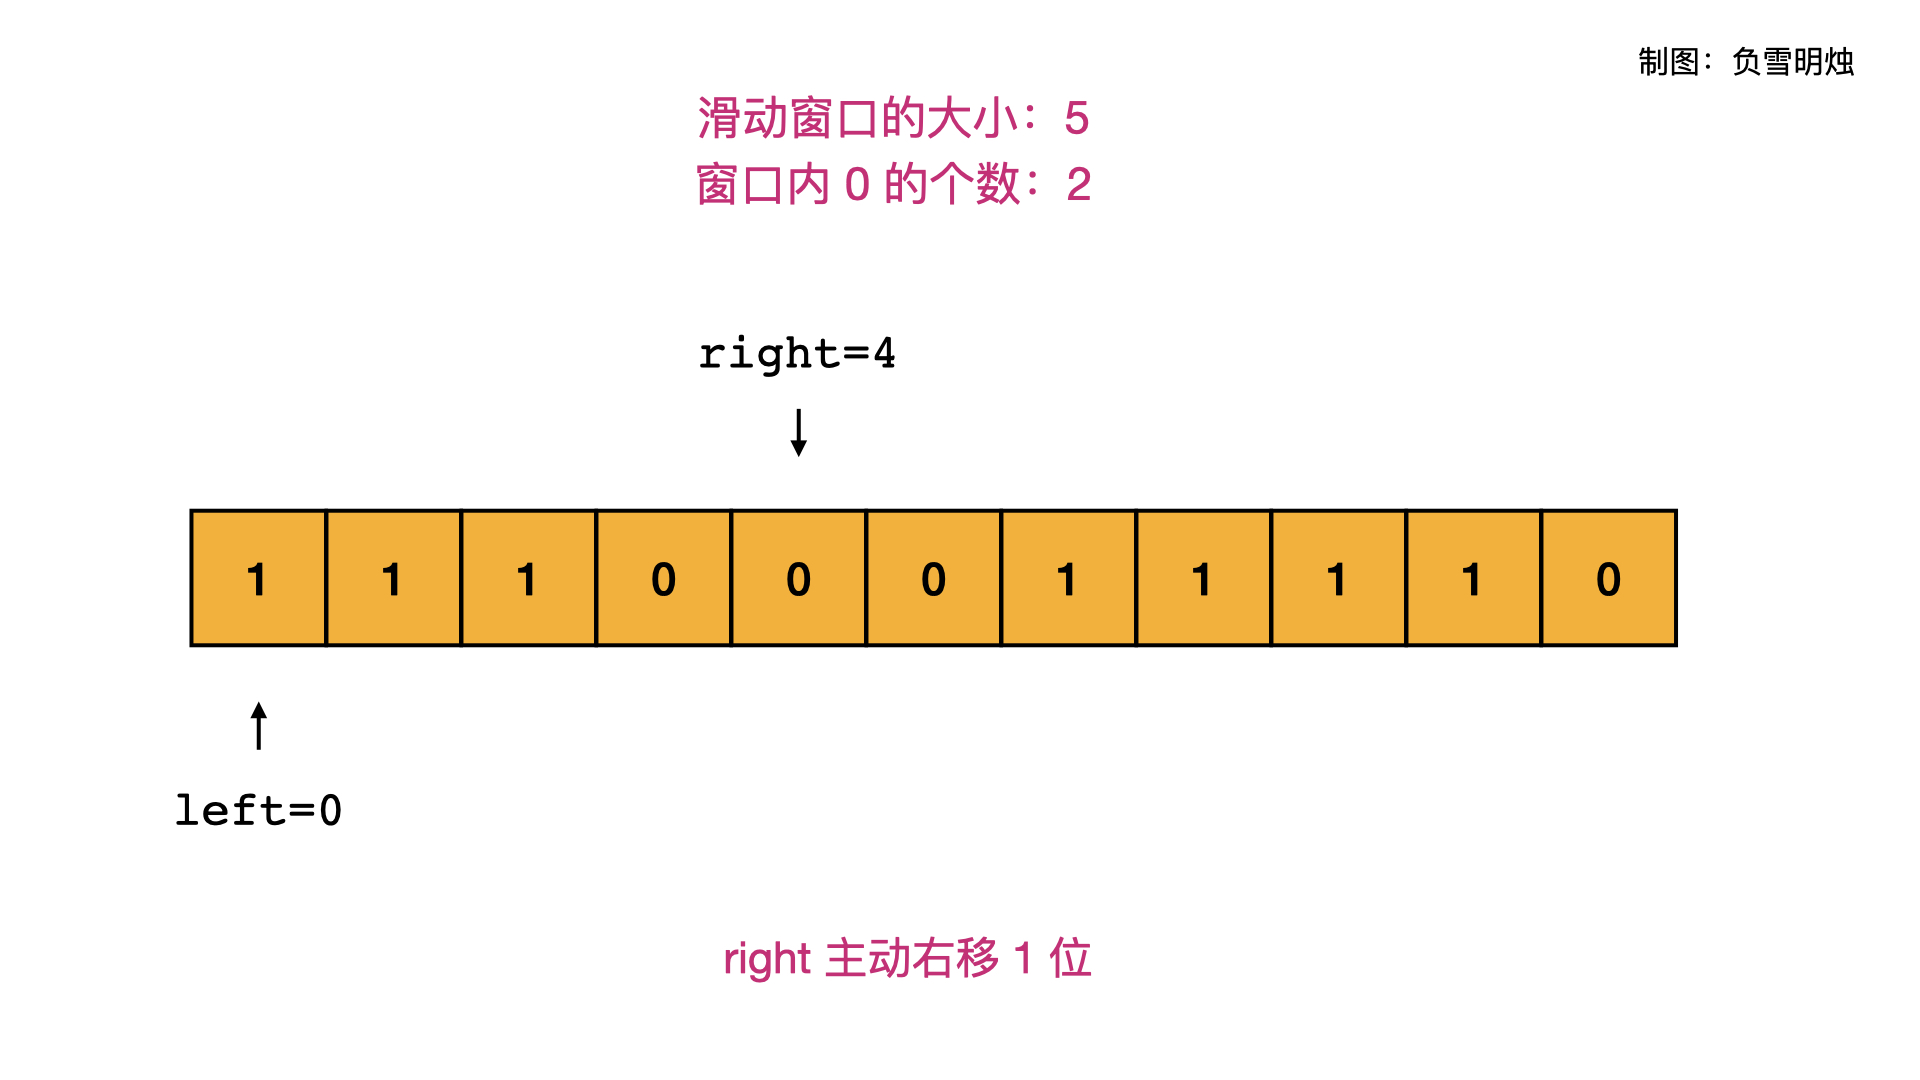 制图：负雪明烛
滑动窗口的大小：5
窗口内 0 的个数：2
right=4
1 1 1 0 0 0 1 1 1 1 0
left=0
right 主动右移 1 位